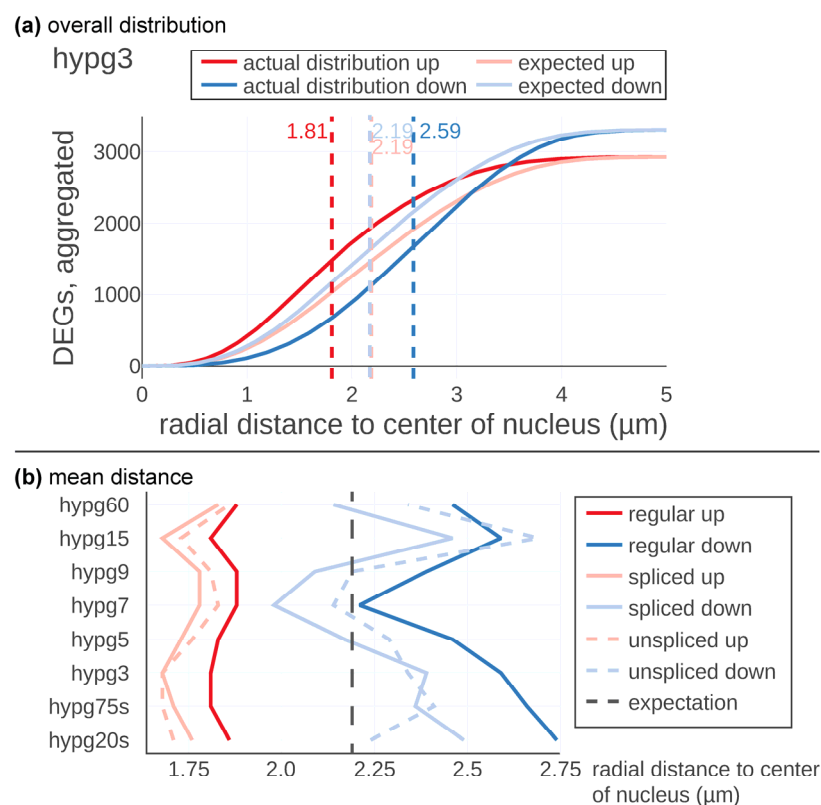 (a) overall distribution
hypg3
actual distribution up
expected up
actual distribution down
expected down
1.81
2.19
2.59
2.19
DEGs, aggregated
3000
2000
1000
0
0 1 2 3 4 5
radial distance to center of nucleus (µm)
(b) mean distance
hypg60
hypg15
hypg9
hypg7
hypg5
hypg3
hypg75s
hypg20s
regular up
regular down
spliced up
spliced down
unspliced up
unspliced down
expectation
1.75 2.0 2.25 2.5 2.75
radial distance to center
of nucleus (µm)